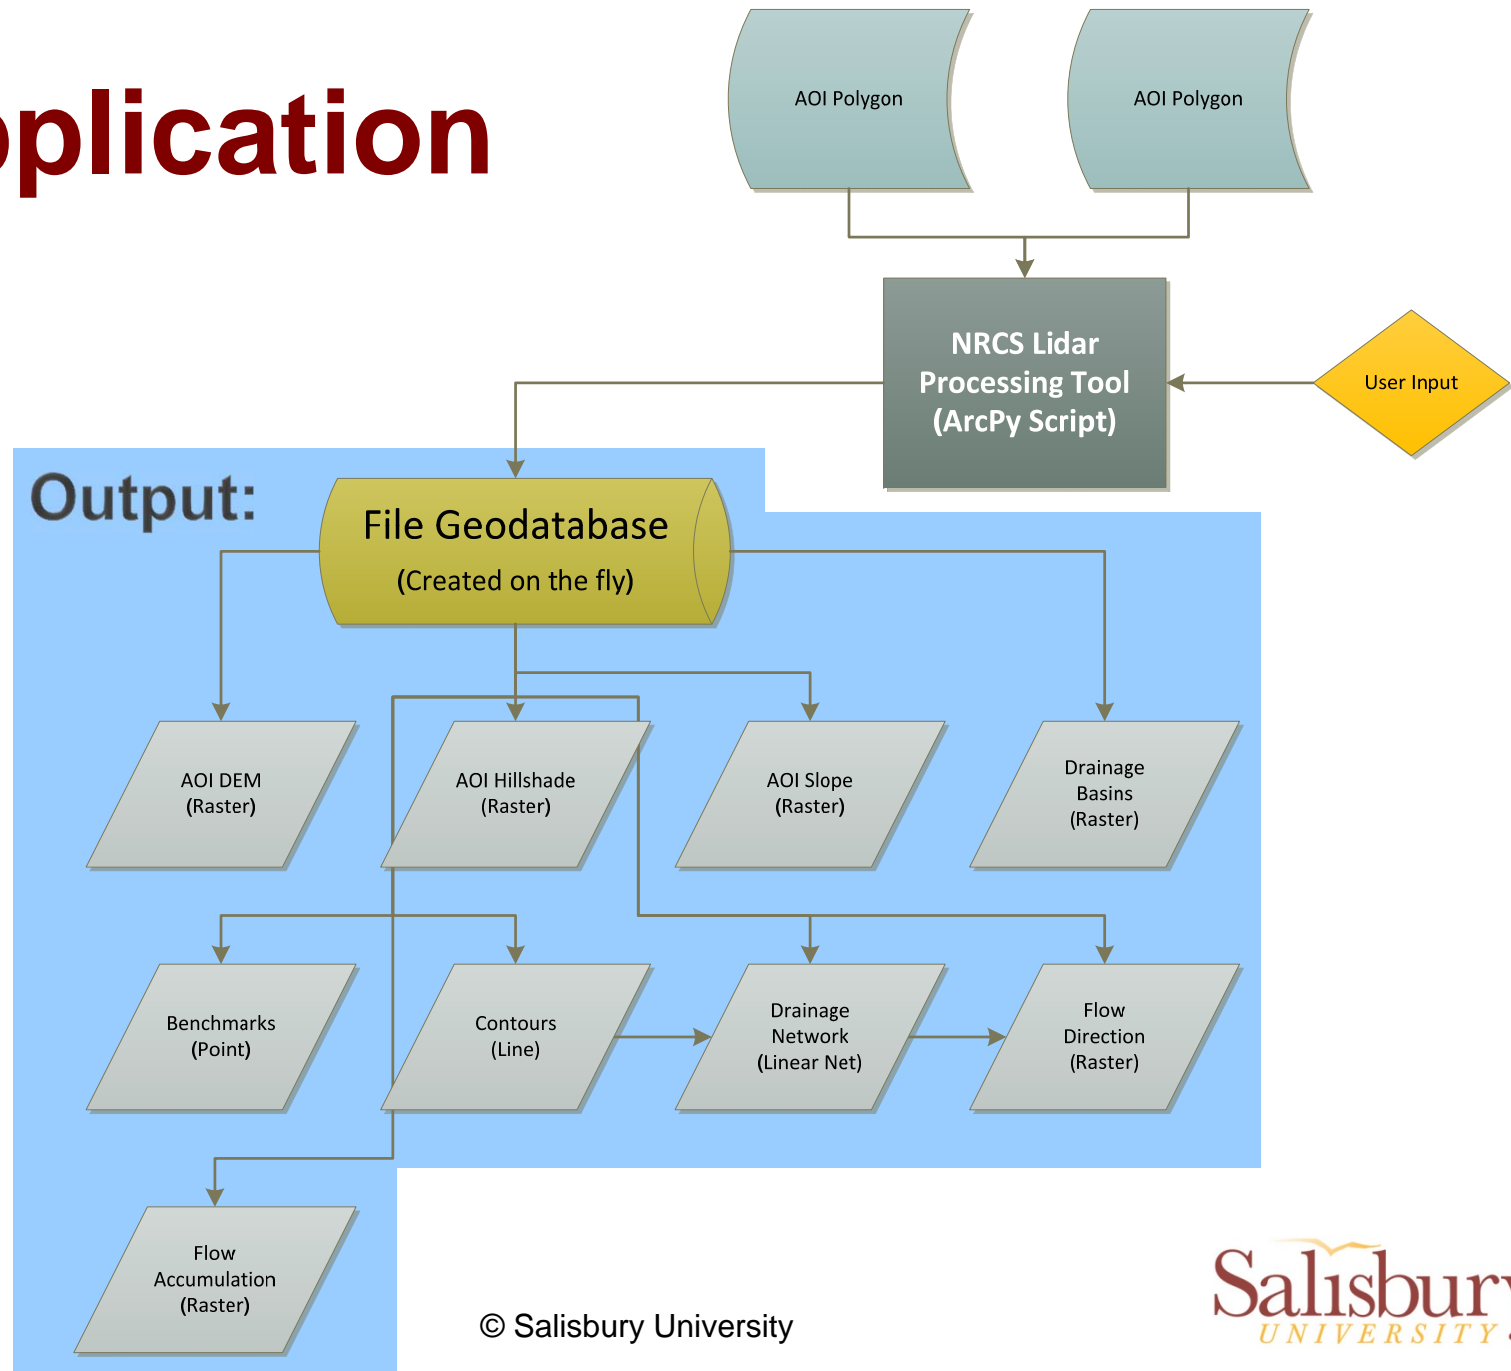 pplication
AOI Polygon
AOI Polygon
NRCS Lidar
Processing Tool
(ArcPy Script)
User Input
Output:
File Geodatabase
(Created on the fly)
AOI DEM
(Raster)
AOI Hillshade
(Raster)
AOI Slope
(Raster)
Drainage
Basins
(Raster)
Benchmarks
(Point)
Contours
(Line)
Drainage
Network
(Linear Net)
Flow
Direction
(Raster)
Flow
Accumulation
(Raster)
© Salisbury University
Salisbury
UNIVERSITY